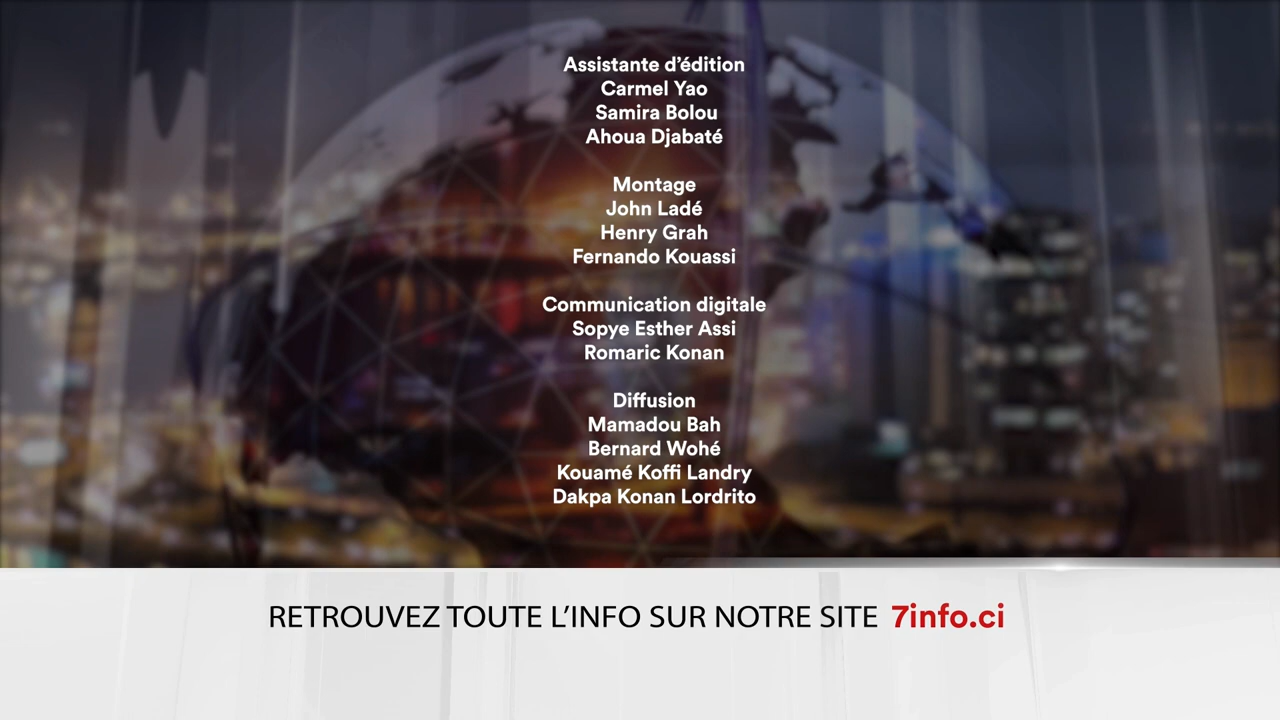 Assistante d’édition
Carmel Yao
Samira Bolou
Ahoua Djabaté
Montage
John Ladé
Henry Grah
Fernando Kouassi
Communication digitale
Sopye Esther Assi
Romaric Konan
Diffusion
Mamadou Bah
Bernard Wohé
Kouamé Koffi Landry
Dakpa Konan Lordrito
RETROUVEZ TOUTE L’INFO SUR NOTRE SITE 7info.ci